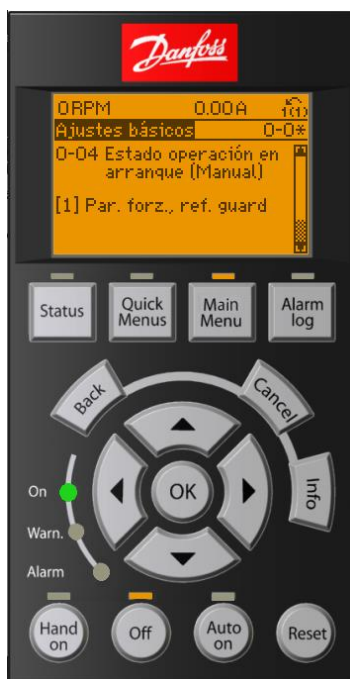 Danfoss
0RPM 0.00A 1(1)
Ajustes básicos 0-0*
0-04 Estado operación en
arranque (Manual)
[1] Par. forz., ref. guard
Status
Quick Menus
Main Menu
Alarm log
Back
Cancel
OK
Info
On
Warn.
Alarm
Hand on
Off
Auto on
Reset